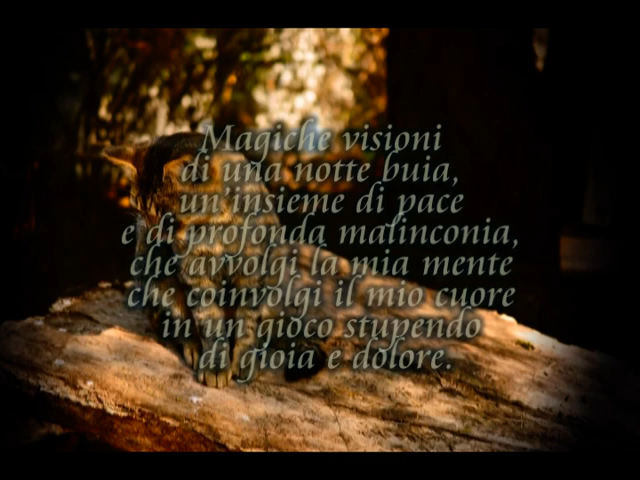 Magiche visioni
di una notte buia,
un'insieme di pace
e di profonda malinconia,
che avvolgi la mia mente
che coinvolgi il mio cuore
in un gioco stupendo
di gioia e dolore.